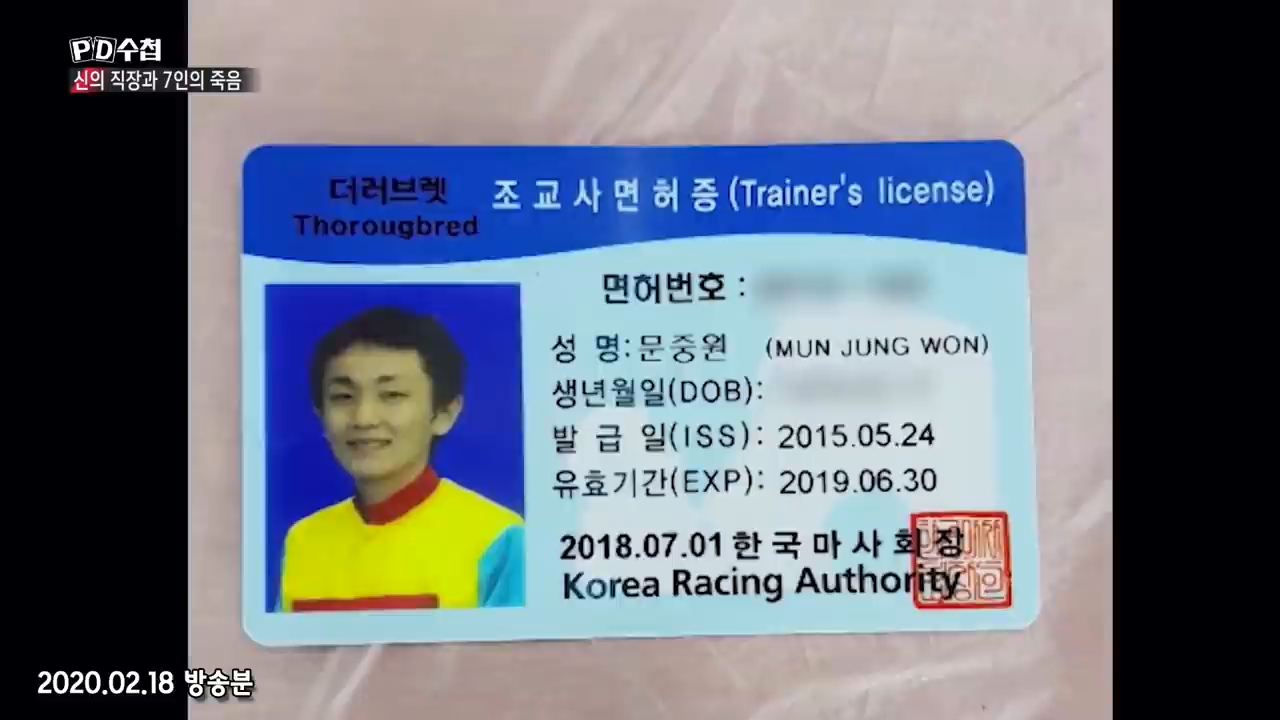 PD수첩
신의 직장과 7인의 죽음
더러브렛 조교사면허증(Trainer's license)
Thorougbred
면허번호 :
성 명:문중원 (MUN JUNG WON)
생년월일(DOB):
발 급 일(ISS): 2015.05.24
유효기간(EXP): 2019.06.30
2018.07.01 한국마사회장
Korea Racing Authority
2020.02.18 방송분